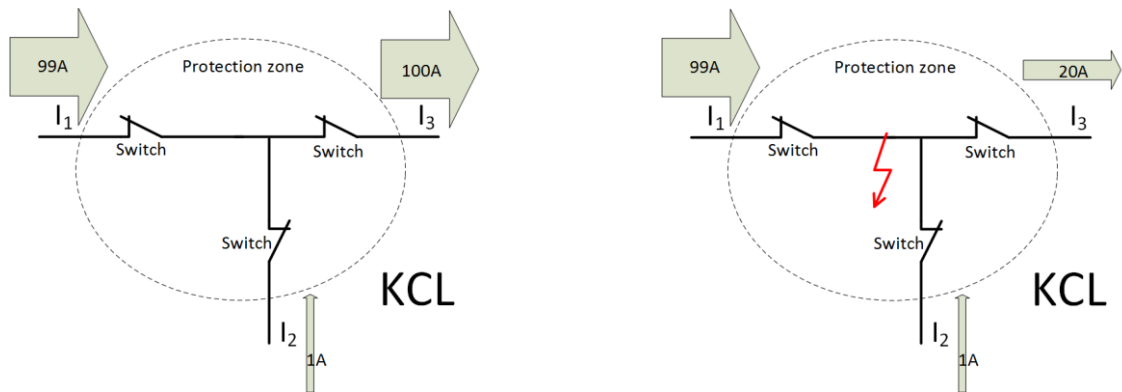 99A
Protection zone
100A
I1
I3
Switch
Switch
Switch
KCL
I2
1A
99A
Protection zone
20A
I1
I3
Switch
Switch
Switch
KCL
I2
1A